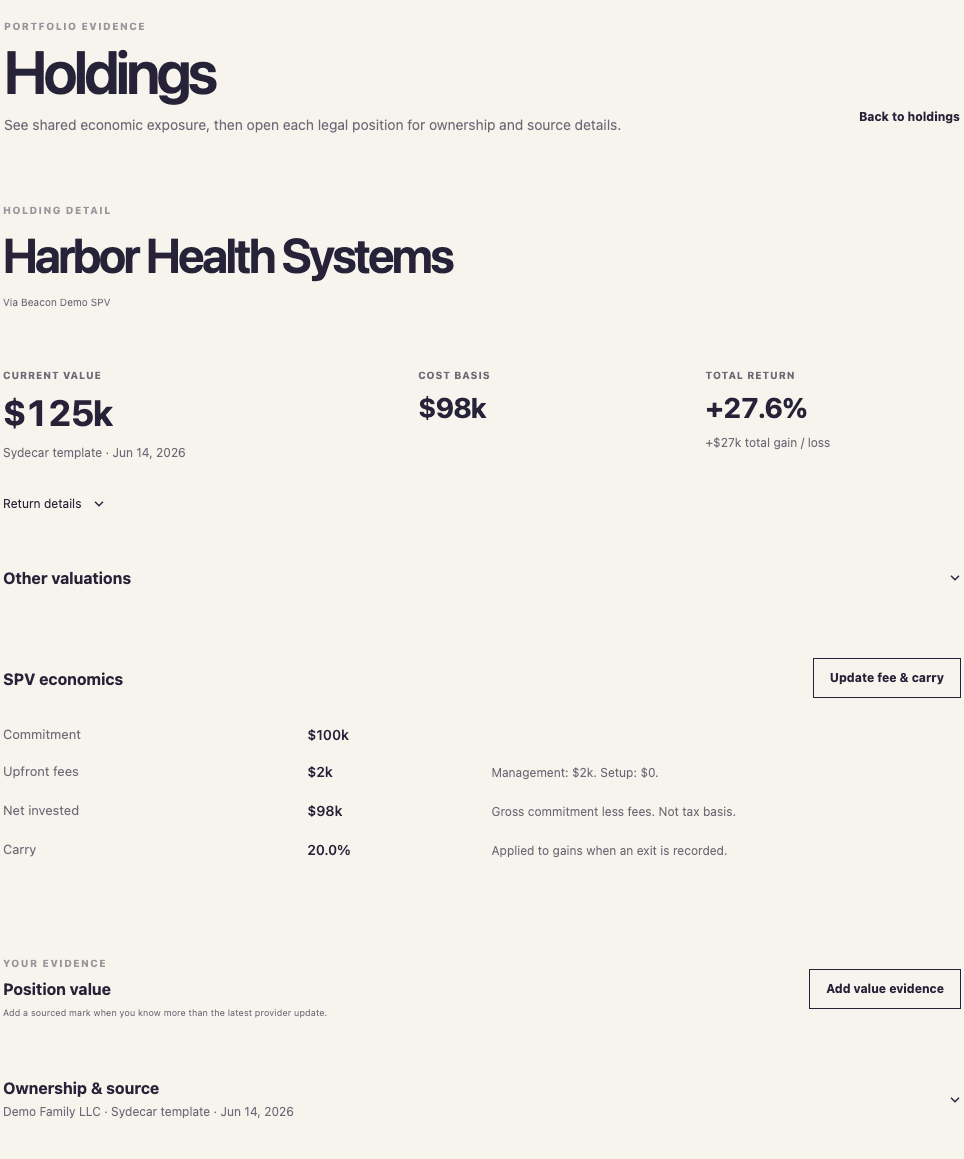 PORTFOLIO EVIDENCE
Holdings
See shared economic exposure, then open each legal position for ownership and source details.
Back to holdings
HOLDING DETAIL
Harbor Health Systems
Via Beacon Demo SPV
CURRENT VALUE
$125k
Sydecar template · Jun 14, 2026
COST BASIS
$98k
TOTAL RETURN
+27.6%
+$27k total gain / loss
Return details
Other valuations
SPV economics
Update fee & carry
Commitment $100k
Upfront fees $2k Management: $2k. Setup: $0.
Net invested $98k Gross commitment less fees. Not tax basis.
Carry 20.0% Applied to gains when an exit is recorded.
YOUR EVIDENCE
Position value
Add a sourced mark when you know more than the latest provider update.
Add value evidence
Ownership & source
Demo Family LLC · Sydecar template · Jun 14, 2026